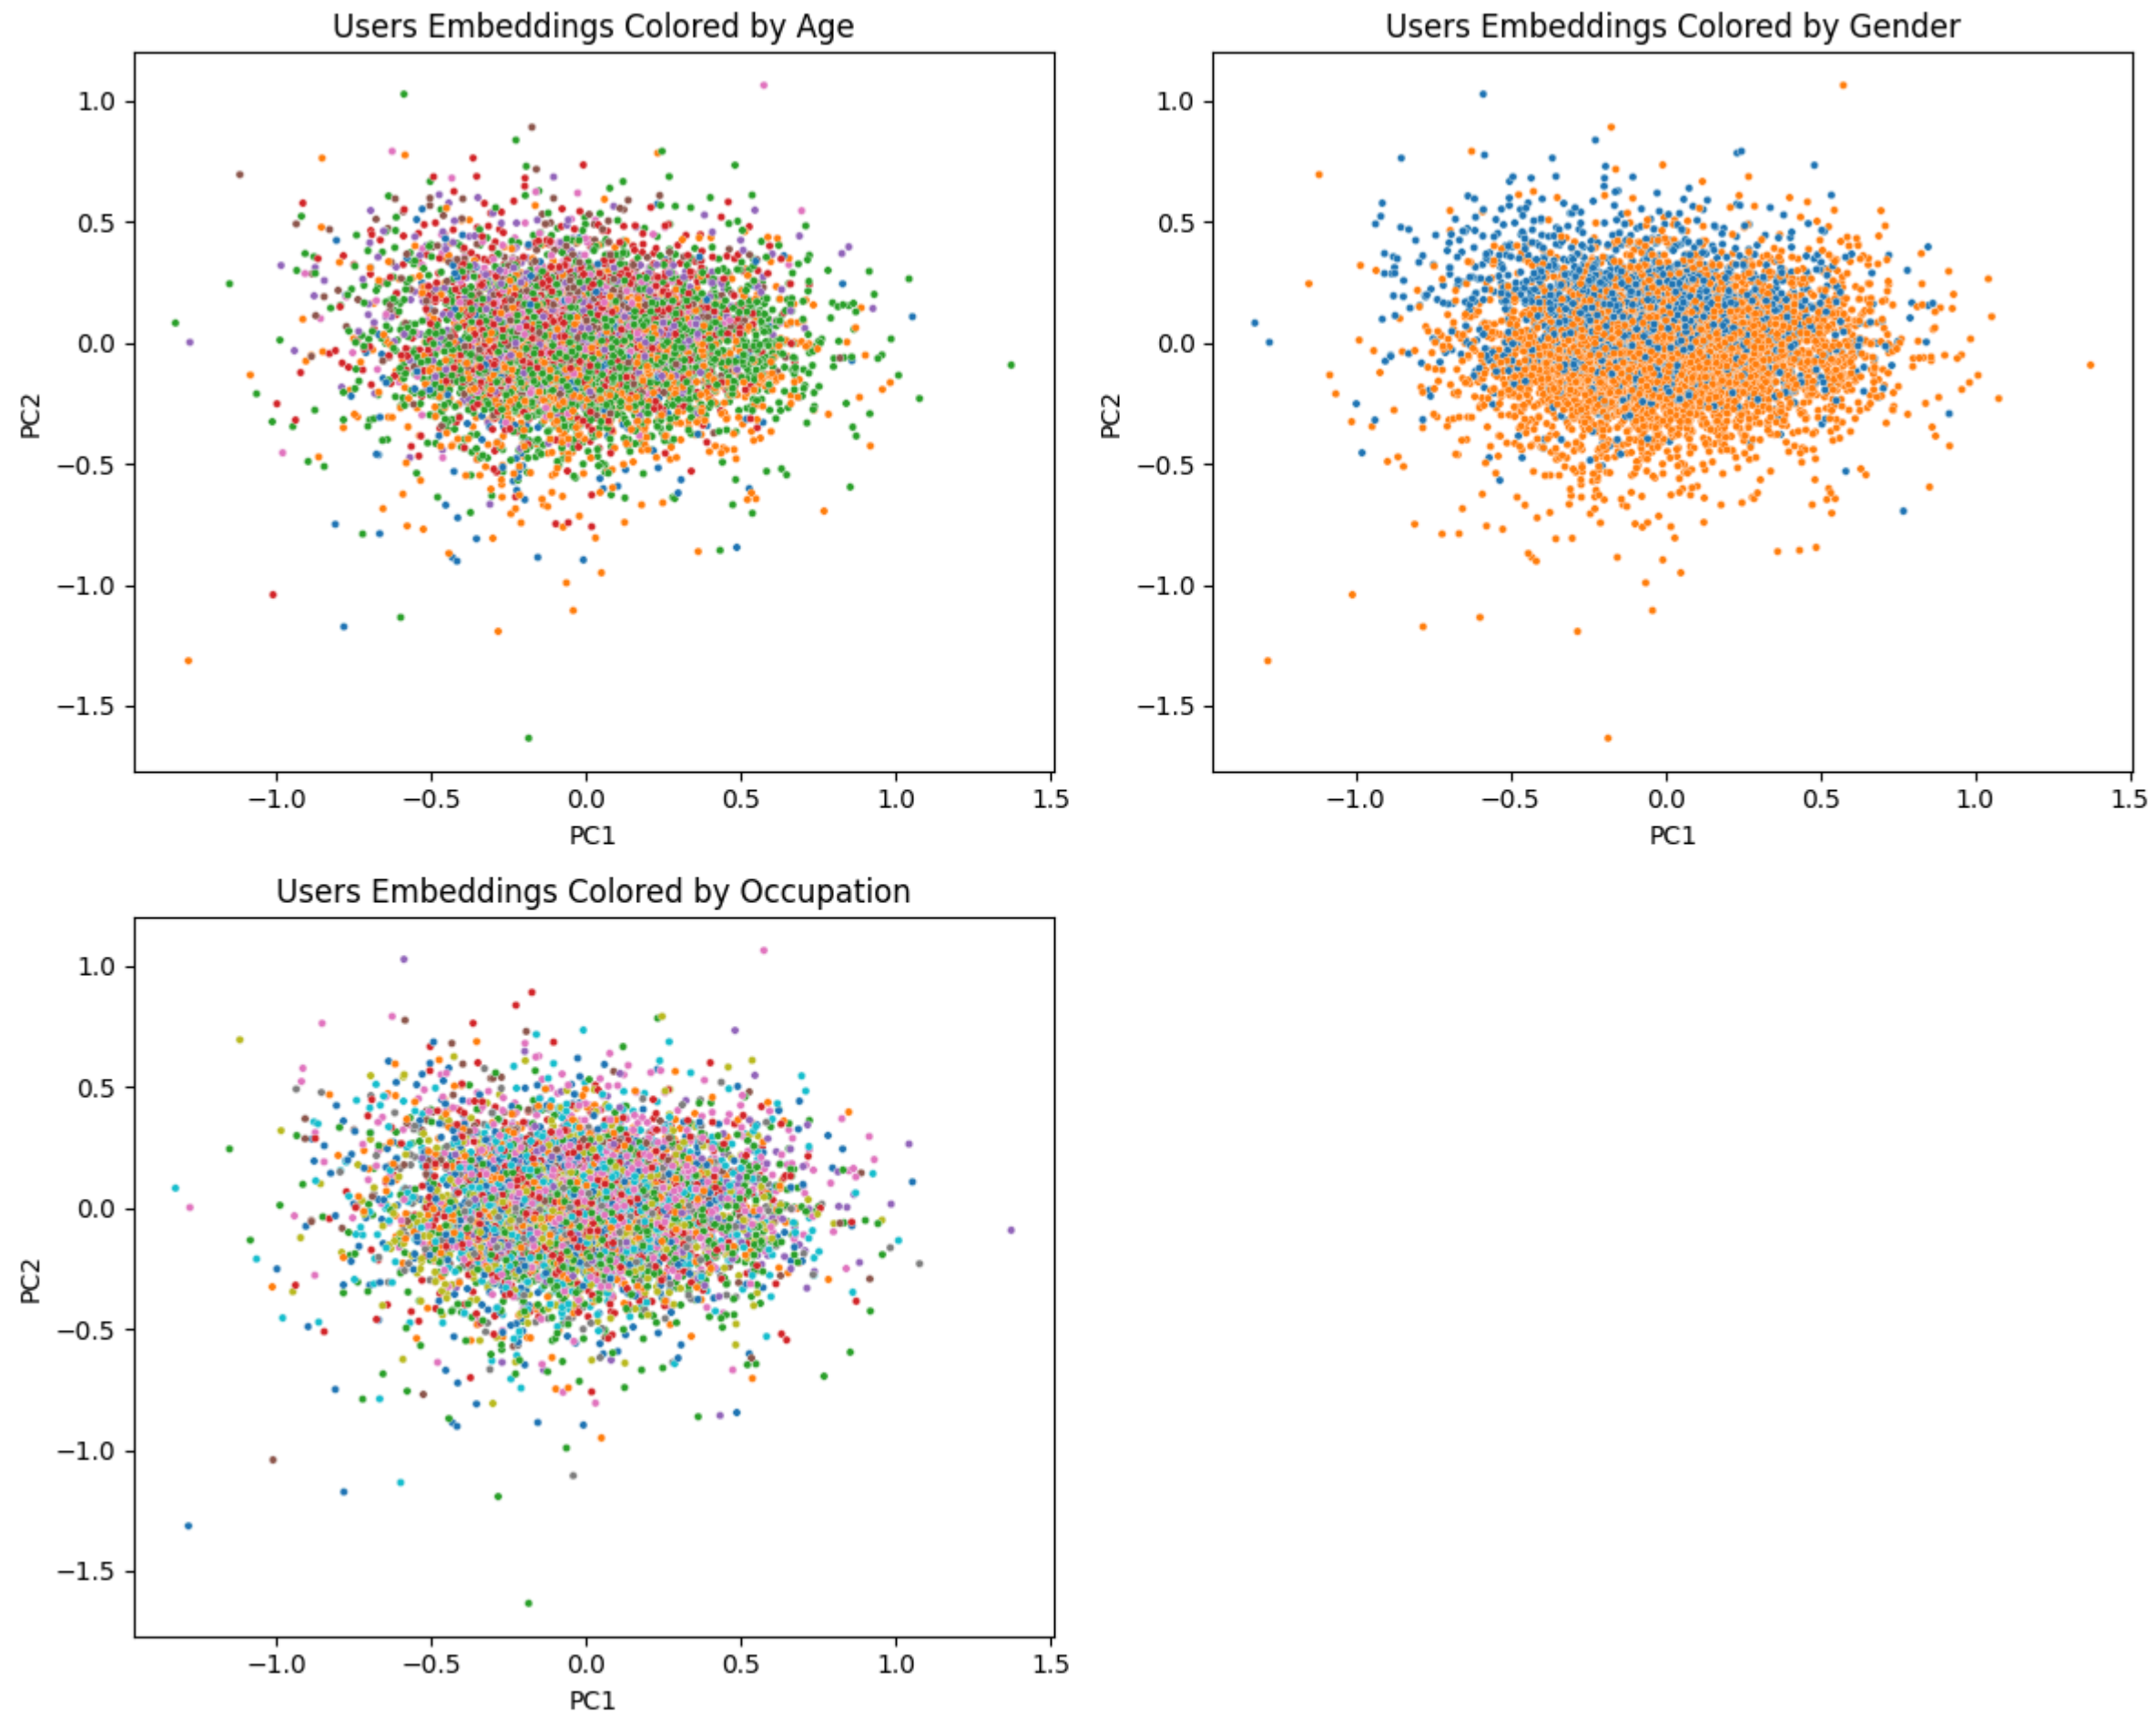 Users Embeddings Colored by Age
1.0
0.5
0.0
−0.5
−1.0
−1.5
PC2
−1.0 −0.5 0.0 0.5 1.0 1.5
PC1
Users Embeddings Colored by Gender
1.0
0.5
0.0
−0.5
−1.0
−1.5
PC2
−1.0 −0.5 0.0 0.5 1.0 1.5
PC1
Users Embeddings Colored by Occupation
1.0
0.5
0.0
−0.5
−1.0
−1.5
PC2
−1.0 −0.5 0.0 0.5 1.0 1.5
PC1